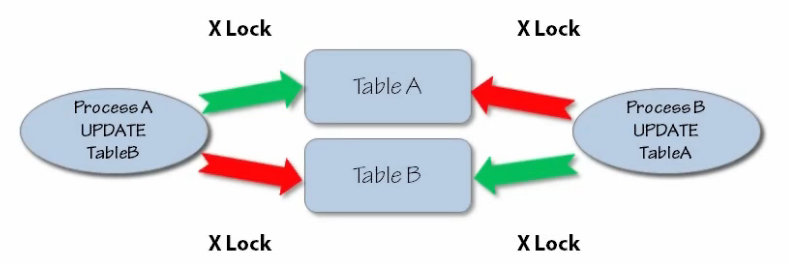 X Lock
X Lock
Table A
Process A
UPDATE
TableB
Process B
UPDATE
TableA
Table B
X Lock
X Lock